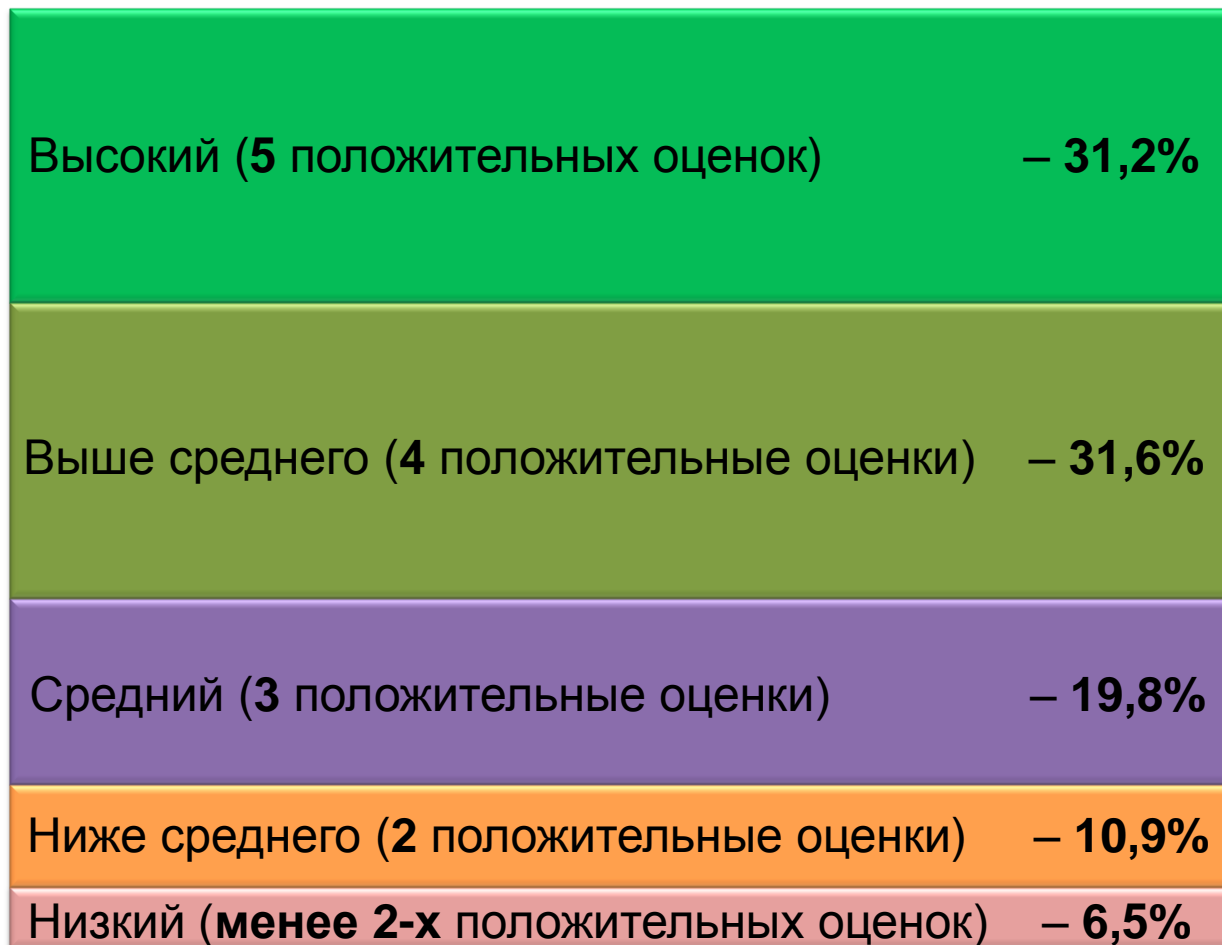 Высокий (5 положительных оценок) – 31,2%
Выше среднего (4 положительные оценки) – 31,6%
Средний (3 положительные оценки) – 19,8%
Ниже среднего (2 положительные оценки) – 10,9%
Низкий (менее 2-х положительных оценок) – 6,5%